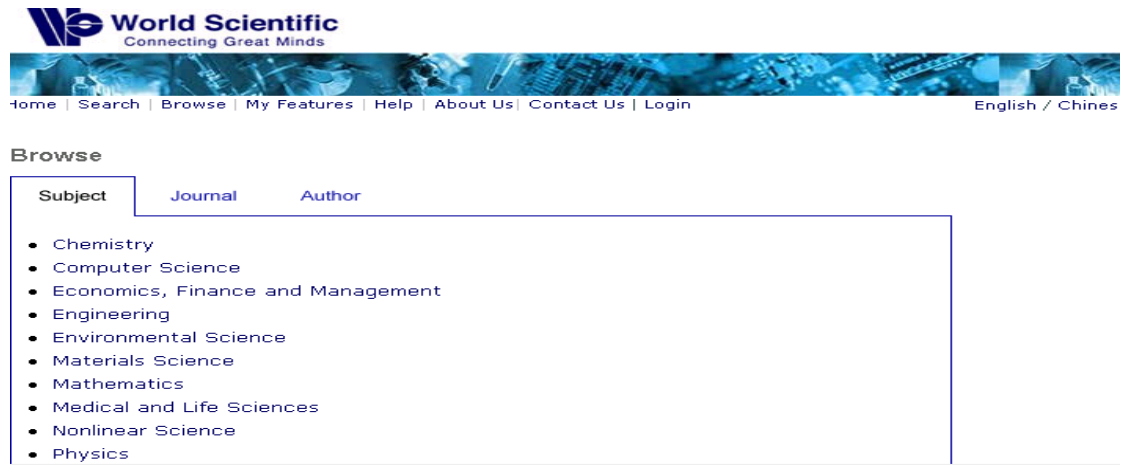 World Scientific
Connecting Great Minds
Home | Search | Browse | My Features | Help | About Us| Contact Us | Login English / Chines
Browse
Subject Journal Author
• Chemistry
• Computer Science
• Economics, Finance and Management
• Engineering
• Environmental Science
• Materials Science
• Mathematics
• Medical and Life Sciences
• Nonlinear Science
• Physics